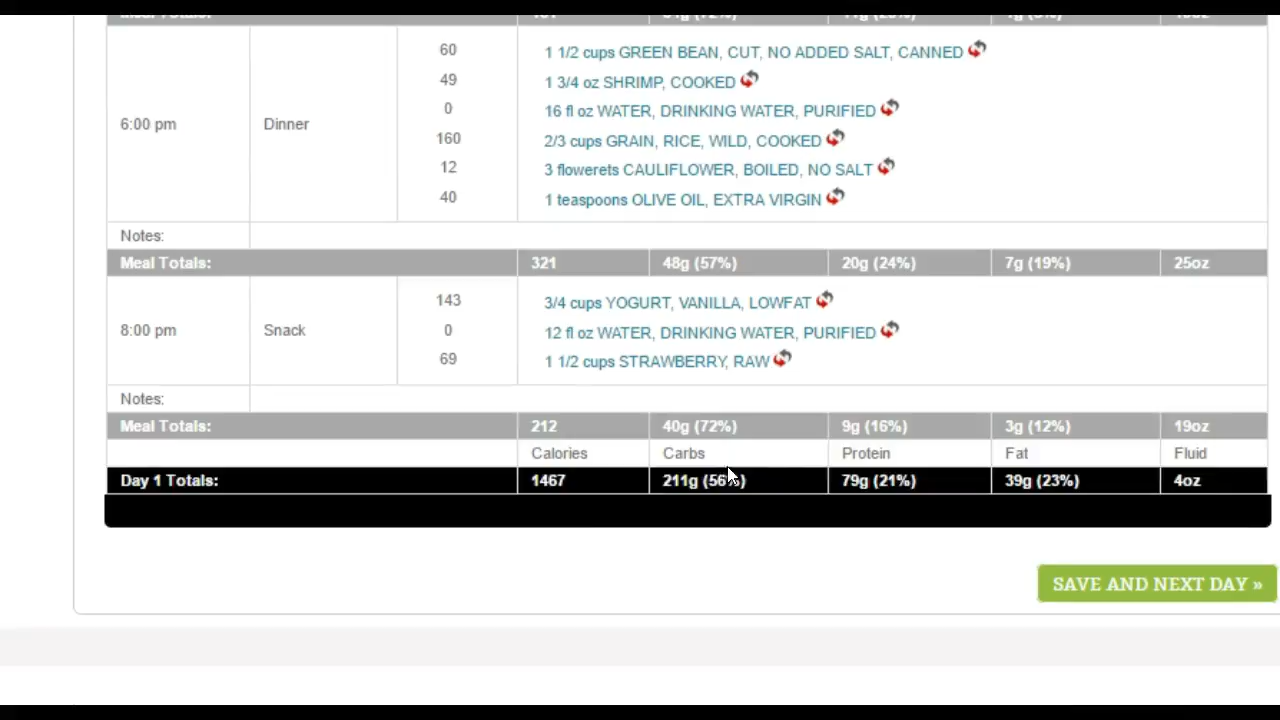 60 1 1/2 cups GREEN BEAN, CUT, NO ADDED SALT, CANNED
49 1 3/4 oz SHRIMP, COOKED
0 16 fl oz WATER, DRINKING WATER, PURIFIED
6:00 pm Dinner
160 2/3 cups GRAIN, RICE, WILD, COOKED
12 3 flowerets CAULIFLOWER, BOILED, NO SALT
40 1 teaspoons OLIVE OIL, EXTRA VIRGIN
Notes:
Meal Totals: 321 48g (57%) 20g (24%) 7g (19%) 25oz
143 3/4 cups YOGURT, VANILLA, LOWFAT
8:00 pm Snack 0 12 fl oz WATER, DRINKING WATER, PURIFIED
69 1 1/2 cups STRAWBERRY, RAW
Notes:
Meal Totals: 212 40g (72%) 9g (16%) 3g (12%) 19oz
Calories Carbs Protein Fat Fluid
Day 1 Totals: 1467 211g (56%) 79g (21%) 39g (23%) 4oz
SAVE AND NEXT DAY »